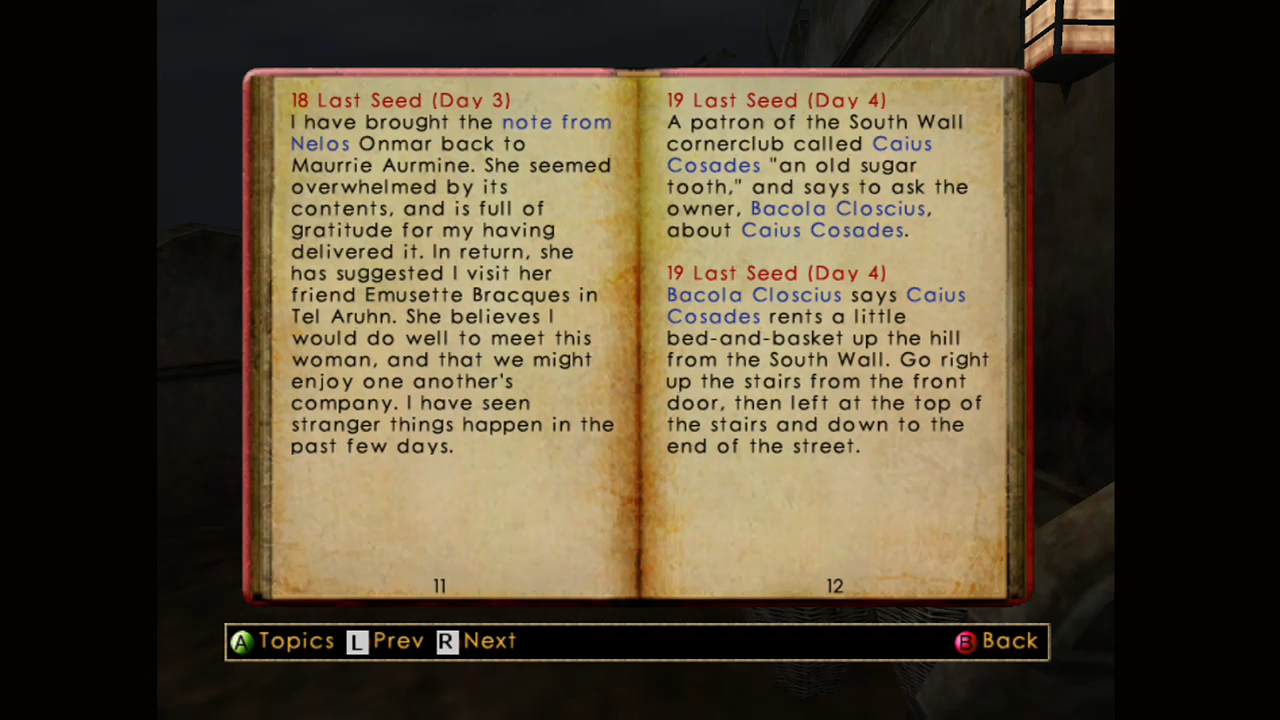 18 Last Seed (Day 3)
I have brought the note from
Nelos Onmar back to
Maurrie Aurmine. She seemed
overwhelmed by its
contents, and is full of
gratitude for my having
delivered it. In return, she
has suggested I visit her
friend Emusette Bracques in
Tel Aruhn. She believes I
would do well to meet this
woman, and that we might
enjoy one another's
company. I have seen
stranger things happen in the
past few days.
11
19 Last Seed (Day 4)
A patron of the South Wall
cornerclub called Caius
Cosades "an old sugar
tooth," and says to ask the
owner, Bacola Closcius,
about Caius Cosades.
19 Last Seed (Day 4)
Bacola Closcius says Caius
Cosades rents a little
bed-and-basket up the hill
from the South Wall. Go right
up the stairs from the front
door, then left at the top of
the stairs and down to the
end of the street.
12
A Topics L Prev R Next B Back